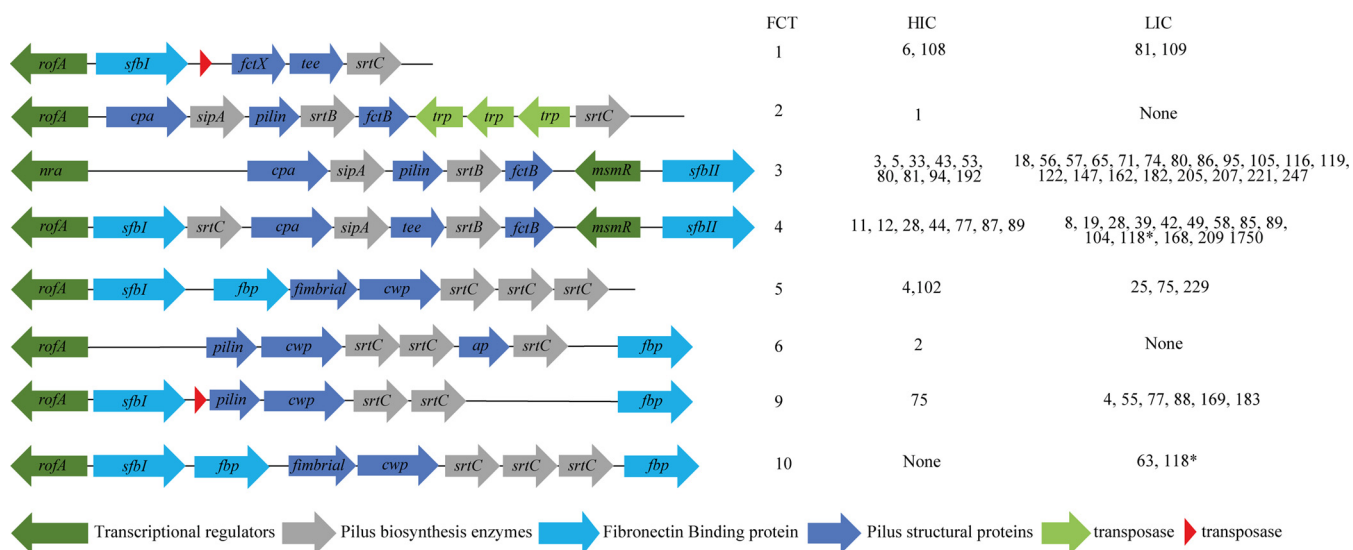 FCT HIC LIC
rofA sfbI fctX tee srtC 1 6, 108 81, 109
rofA cpa sipA pilin srtB fctB trp trp trp srtC 2 1 None
nra cpa sipA pilin srtB fctB msmR sfbII 3 3, 5, 33, 43, 53, 18, 56, 57, 65, 71, 74, 80, 86, 95, 105, 116, 119,
80, 81, 94, 192 122, 147, 162, 182, 205, 207, 221, 247
rofA sfbI srtC cpa sipA tee srtB fctB msmR sfbII 4 11, 12, 28, 44, 77, 87, 89 8, 19, 28, 39, 42, 49, 58, 85, 89,
104, 118*, 168, 209 1750
rofA sfbI fbp fimbrial cwp srtC srtC srtC 5 4,102 25, 75, 229
rofA pilin cwp srtC srtC ap srtC fbp 6 2 None
rofA sfbI pilin cwp srtC srtC fbp 9 75 4, 55, 77, 88, 169, 183
rofA sfbI fbp fimbrial cwp srtC srtC srtC fbp 10 None 63, 118*
Transcriptional regulators Pilus biosynthesis enzymes Fibronectin Binding protein Pilus structural proteins transposase transposase